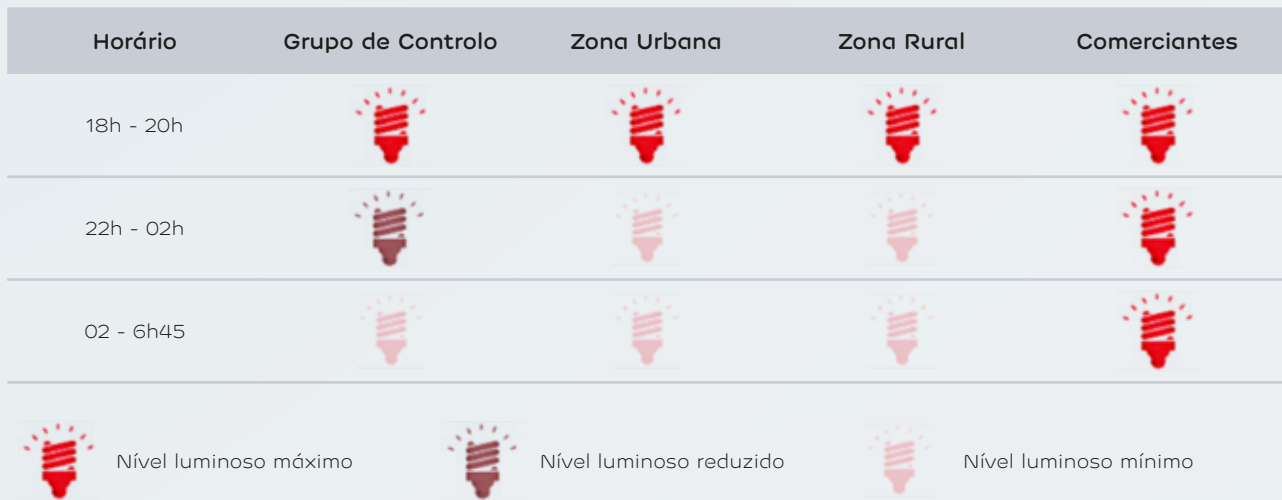 Horário Grupo de Controlo Zona Urbana Zona Rural Comerciantes
18h - 20h
22h - 02h
02 - 6h45
Nível luminoso máximo Nível luminoso reduzido Nível luminoso mínimo